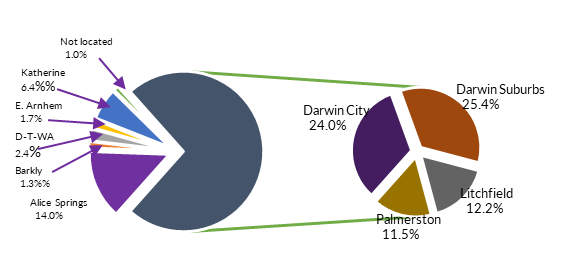 Not located
1.0%
Katherine
6.4%%
E. Arnhem
1.7%
D-T-WA
2.4%
Barkly
1.3%%
Alice Springs
14.0%
Darwin City
24.0%
Darwin Suburbs
25.4%
Litchfield
12.2%
Palmerston
11.5%